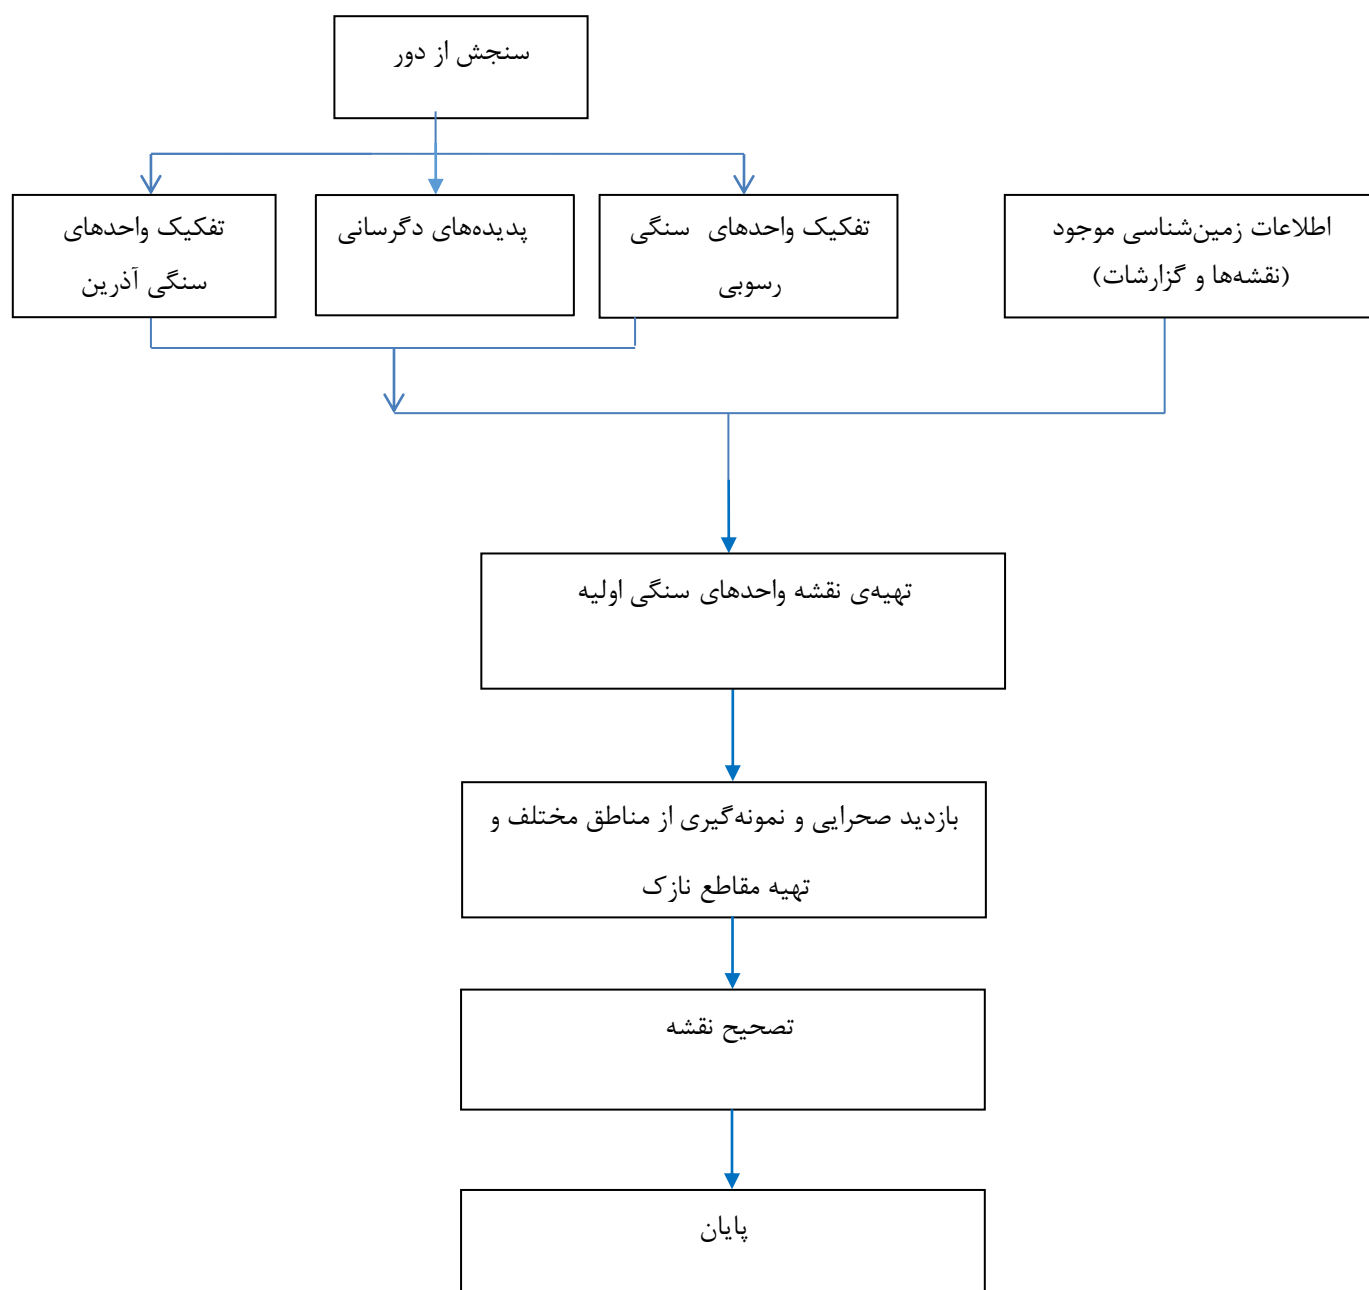 سنجش از دور
اطلاعات زمین‌شناسی موجود
(نقشه‌ها و گزارشات)
تفکیک واحدهای سنگی
رسوبی
پدیده‌های دگرسانی
تفکیک واحدهای
سنگی آذرین
تهیه‌ی نقشه واحدهای سنگی اولیه
بازدید صحرایی و نمونه‌گیری از مناطق مختلف و
تهیه مقاطع نازک
تصحیح نقشه
پایان